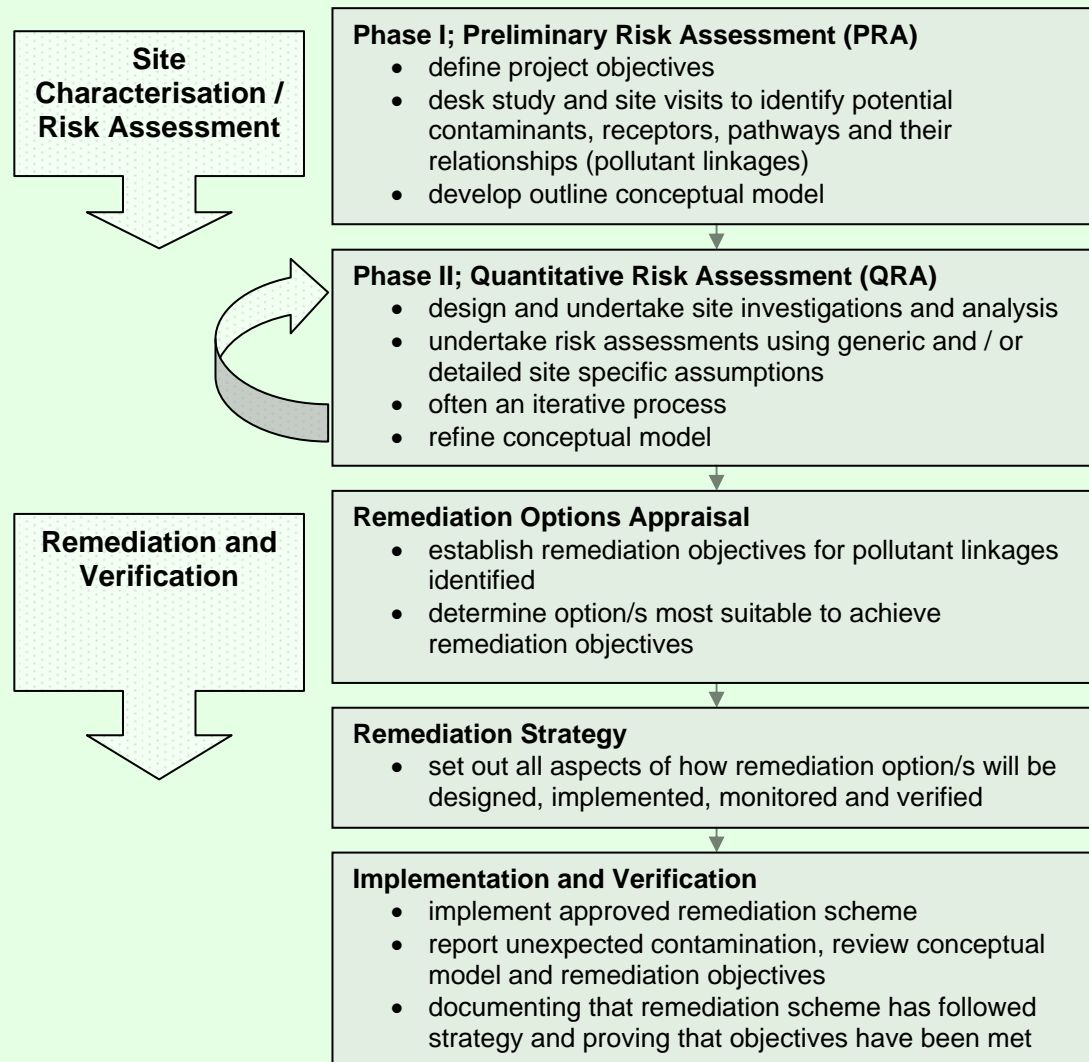 Site
Characterisation /
Risk Assessment
Phase I; Preliminary Risk Assessment (PRA)
• define project objectives
• desk study and site visits to identify potential
contaminants, receptors, pathways and their
relationships (pollutant linkages)
• develop outline conceptual model
Phase II; Quantitative Risk Assessment (QRA)
• design and undertake site investigations and analysis
• undertake risk assessments using generic and / or
detailed site specific assumptions
• often an iterative process
• refine conceptual model
Remediation and
Verification
Remediation Options Appraisal
• establish remediation objectives for pollutant linkages
identified
• determine option/s most suitable to achieve
remediation objectives
Remediation Strategy
• set out all aspects of how remediation option/s will be
designed, implemented, monitored and verified
Implementation and Verification
• implement approved remediation scheme
• report unexpected contamination, review conceptual
model and remediation objectives
• documenting that remediation scheme has followed
strategy and proving that objectives have been met